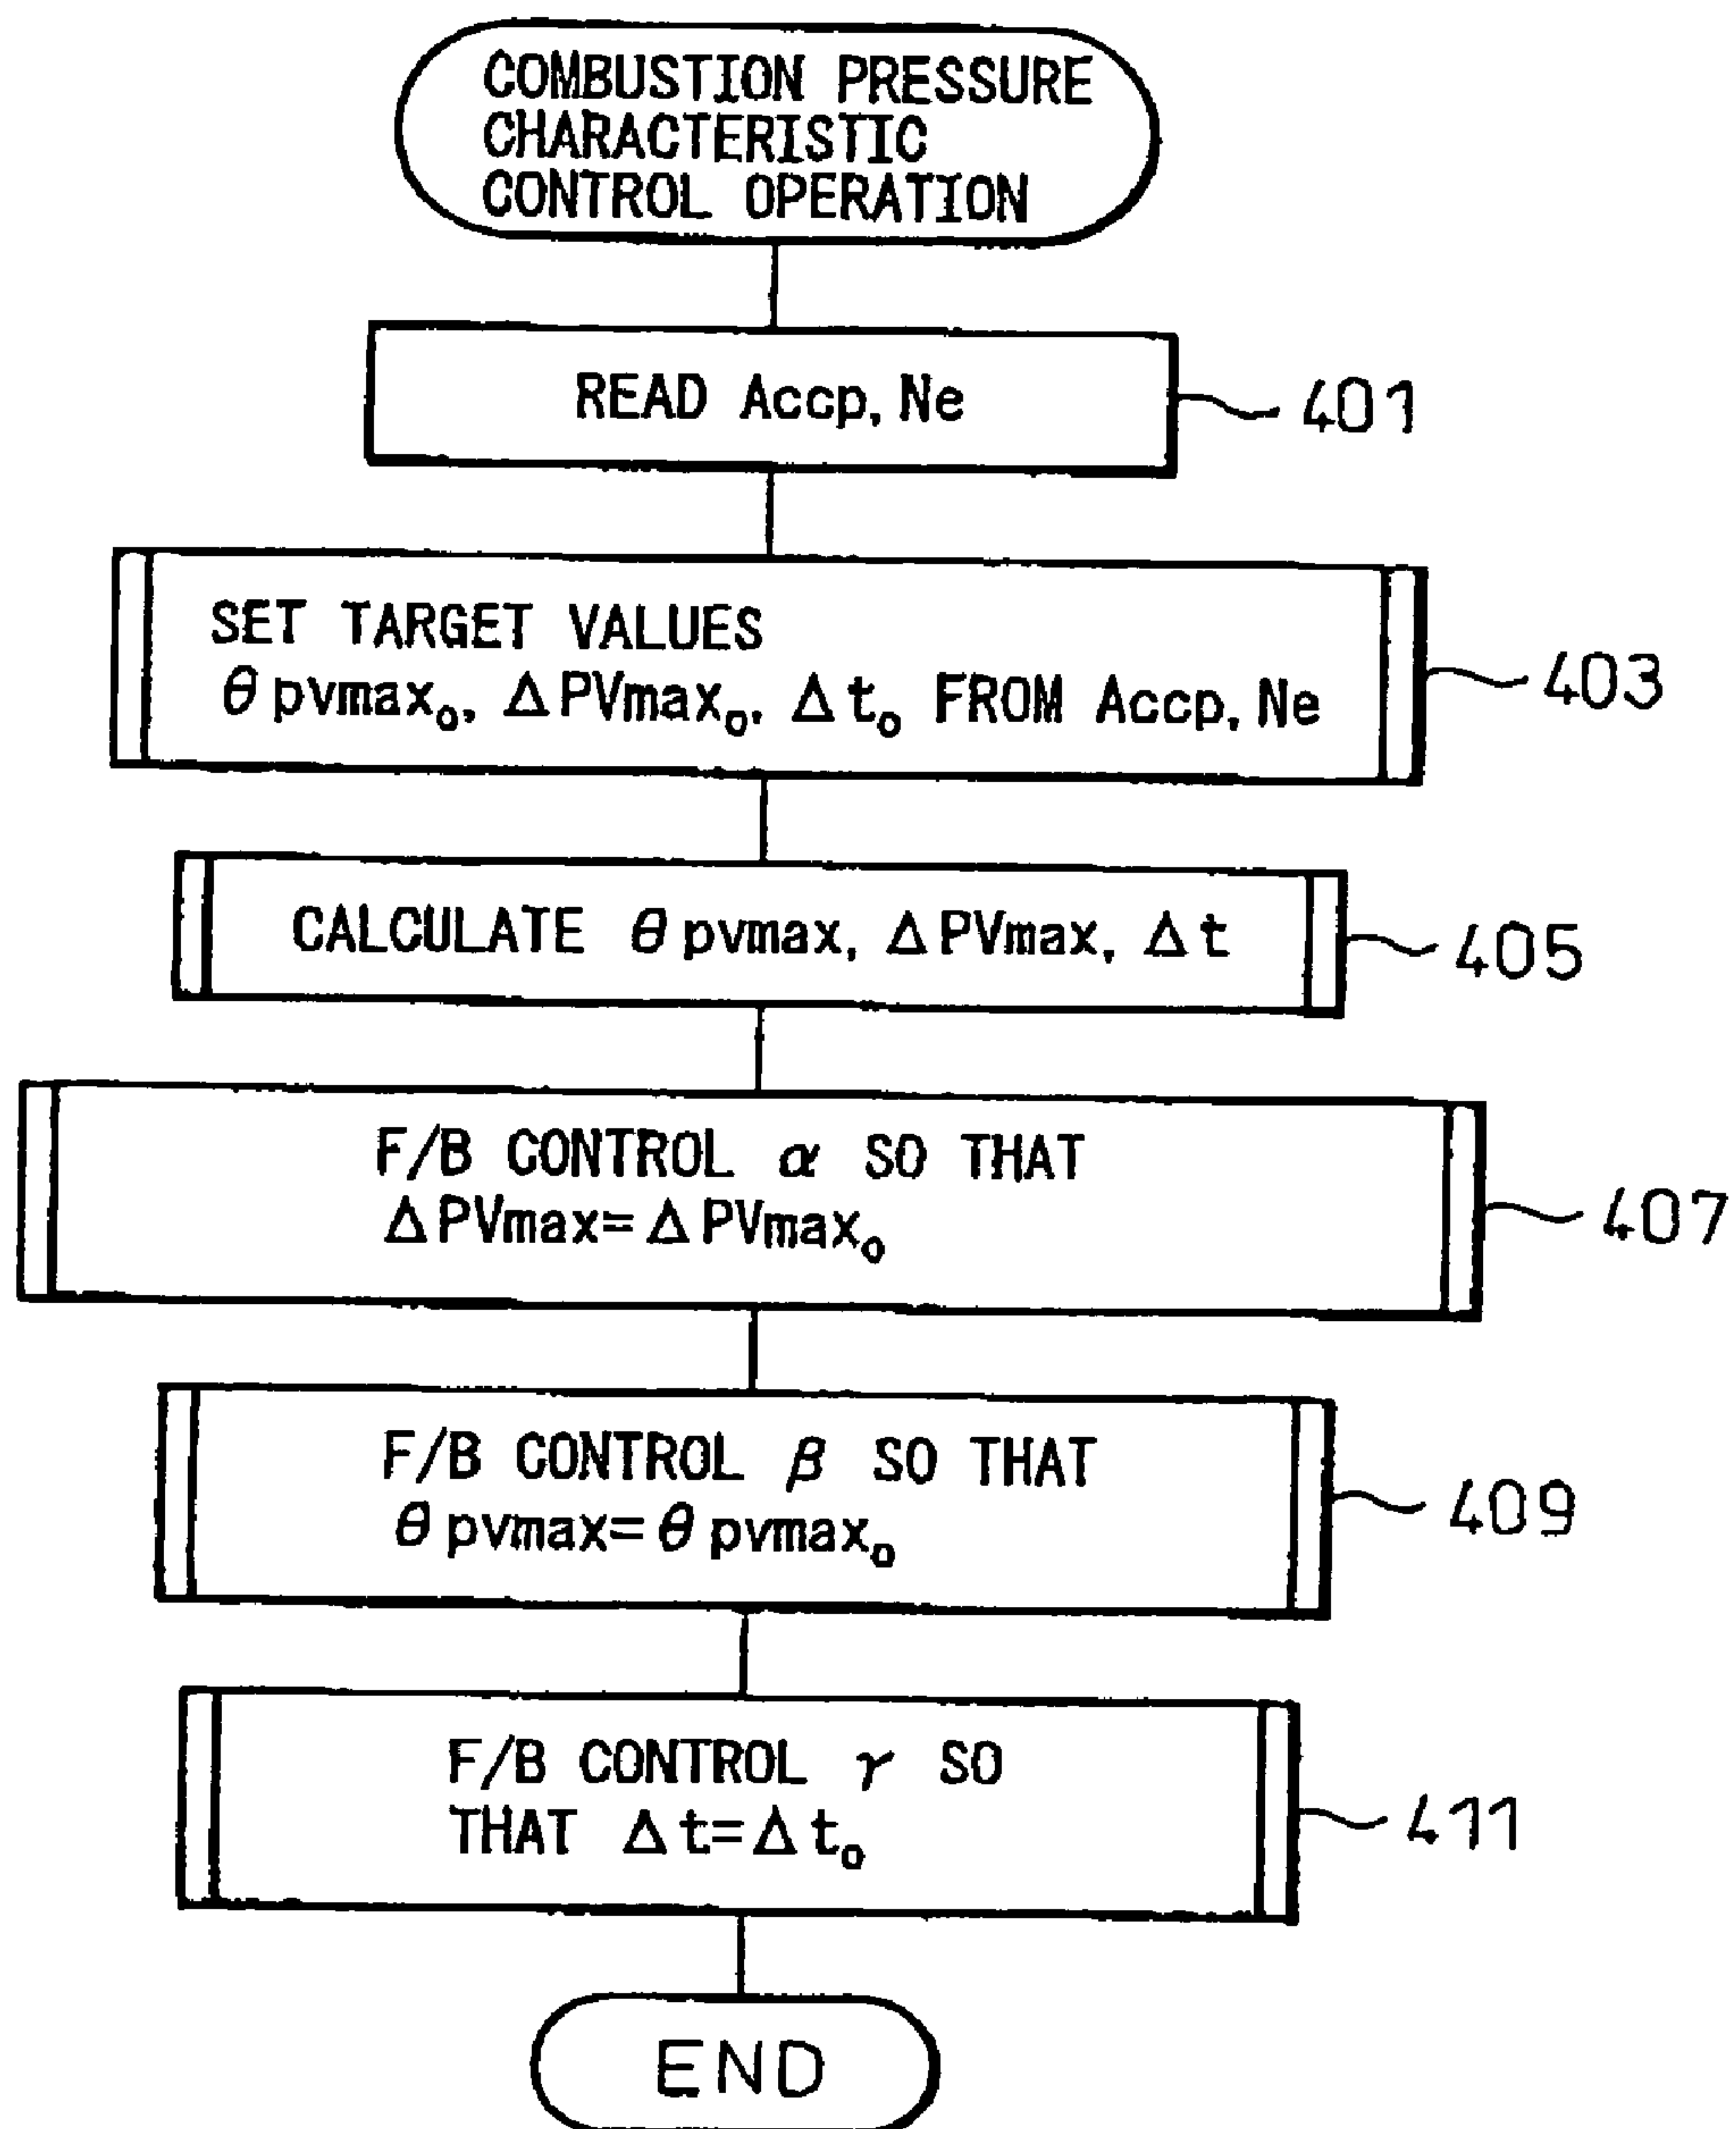 COMBUSTION PRESSURE
CHARACTERISTIC
CONTROL OPERATION
READ Accp, Ne
401
SET TARGET VALUES
θpvmax₀, ΔPVmax₀, Δt₀ FROM Accp, Ne
403
CALCULATE θpvmax, ΔPVmax, Δt
405
F/B CONTROL α SO THAT
ΔPVmax=ΔPVmax₀
407
F/B CONTROL β SO THAT
θpvmax=θpvmax₀
409
F/B CONTROL γ SO
THAT Δt=Δt₀
411
END